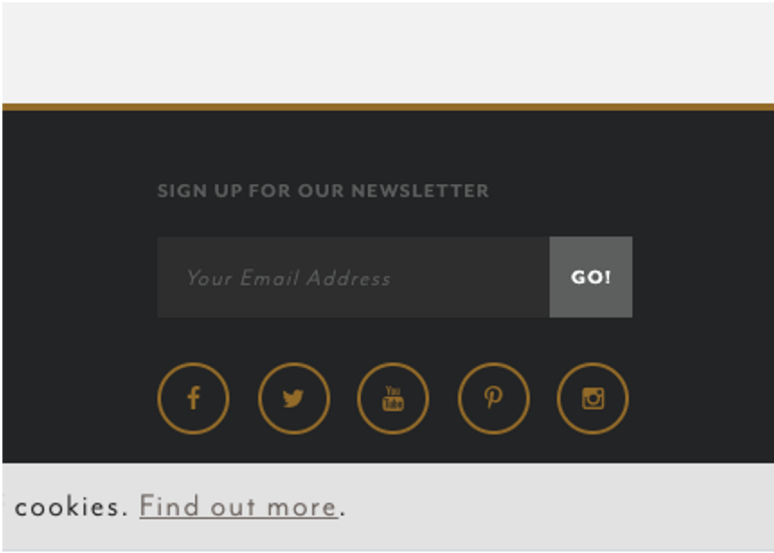 SIGN UP FOR OUR NEWSLETTER
Your Email Address
GO!
You
Tube
cookies. Find out more.